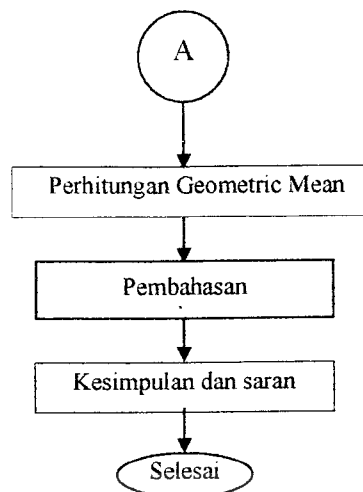 A
Perhitungan Geometric Mean
Pembahasan
Kesimpulan dan saran
Selesai